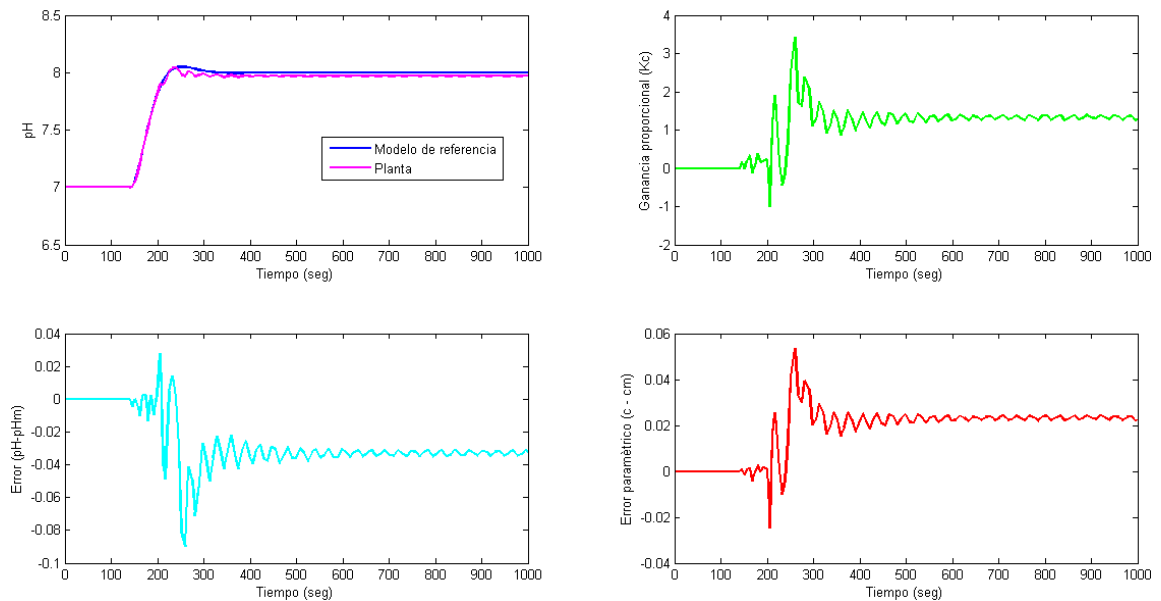 8.5
8
7.5
7
6.5
pH
Modelo de referencia
Planta
0 100 200 300 400 500 600 700 800 900 1000
Tiempo (seg)
4
3
2
1
0
-1
-2
Ganancia proporcional (Kc)
0 100 200 300 400 500 600 700 800 900 1000
Tiempo (seg)
0.04
0.02
0
-0.02
-0.04
-0.06
-0.08
-0.1
Error (pH-pHm)
0 100 200 300 400 500 600 700 800 900 1000
Tiempo (seg)
0.06
0.04
0.02
0
-0.02
-0.04
Error paramètrico (c - cm)
0 100 200 300 400 500 600 700 800 900 1000
Tiempo (seg)